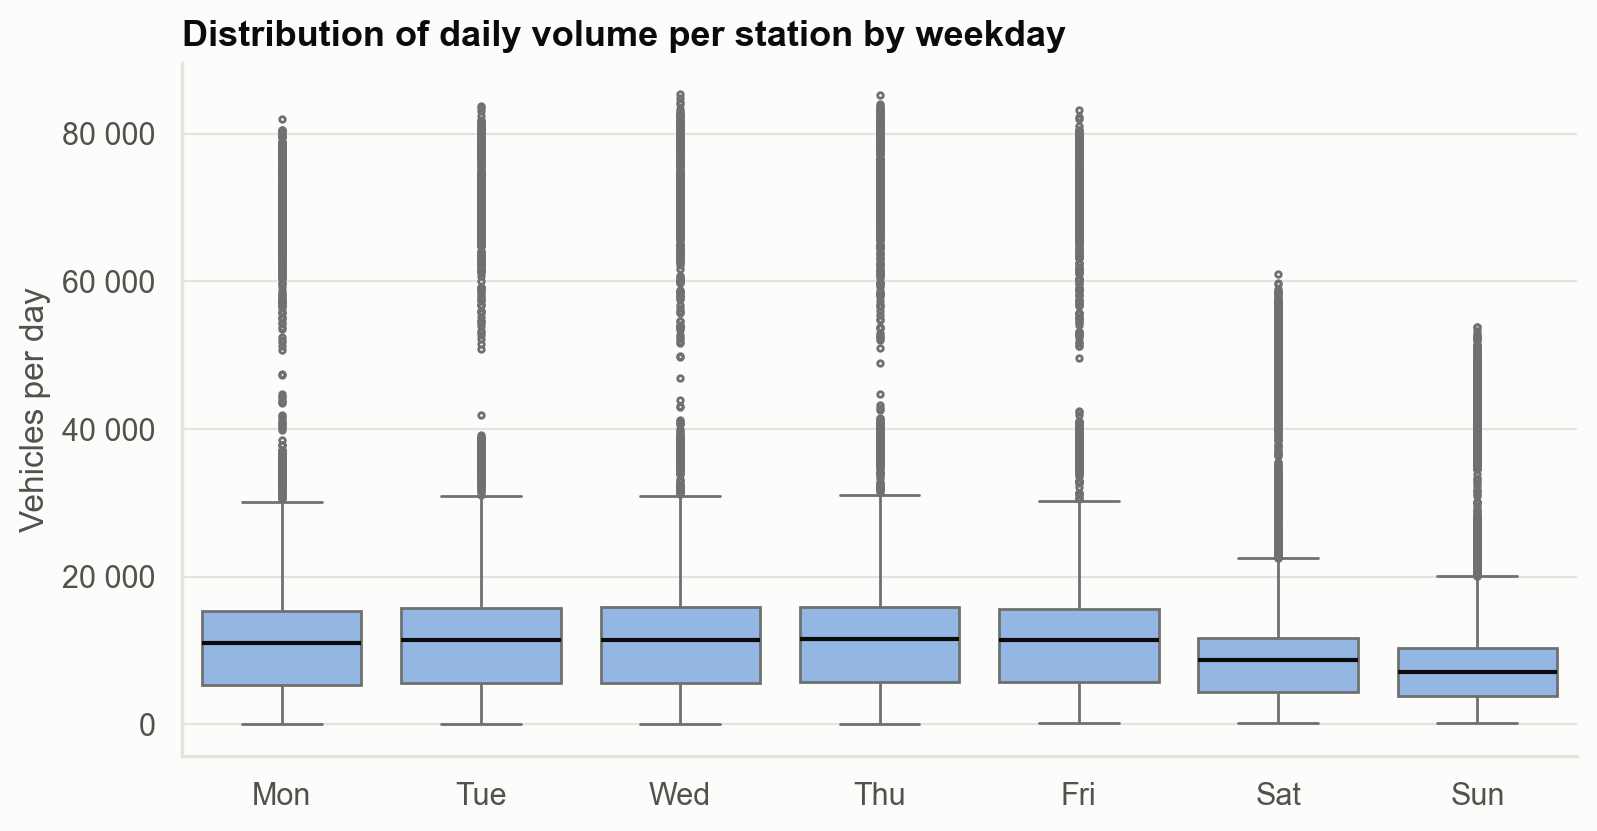 Distribution of daily volume per station by weekday
Vehicles per day
80 000
60 000
40 000
20 000
0
Mon Tue Wed Thu Fri Sat Sun